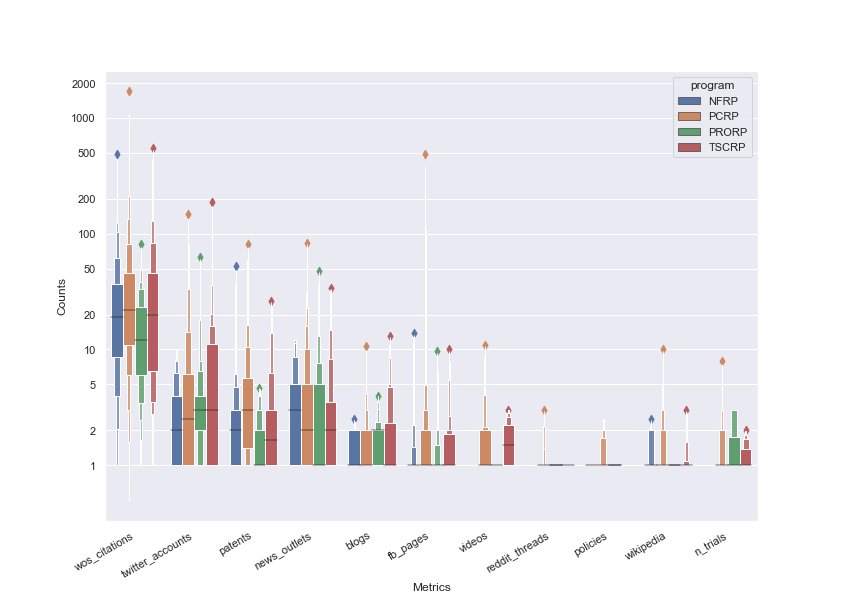 program
NFRP
PCRP
PRORP
TSCRP
2000
1000
500
200
100
50
20
10
5
2
1
Counts
wos_citations
twitter_accounts
patents
news_outlets
blogs
fb_pages
videos
reddit_threads
policies
wikipedia
n_trials
Metrics